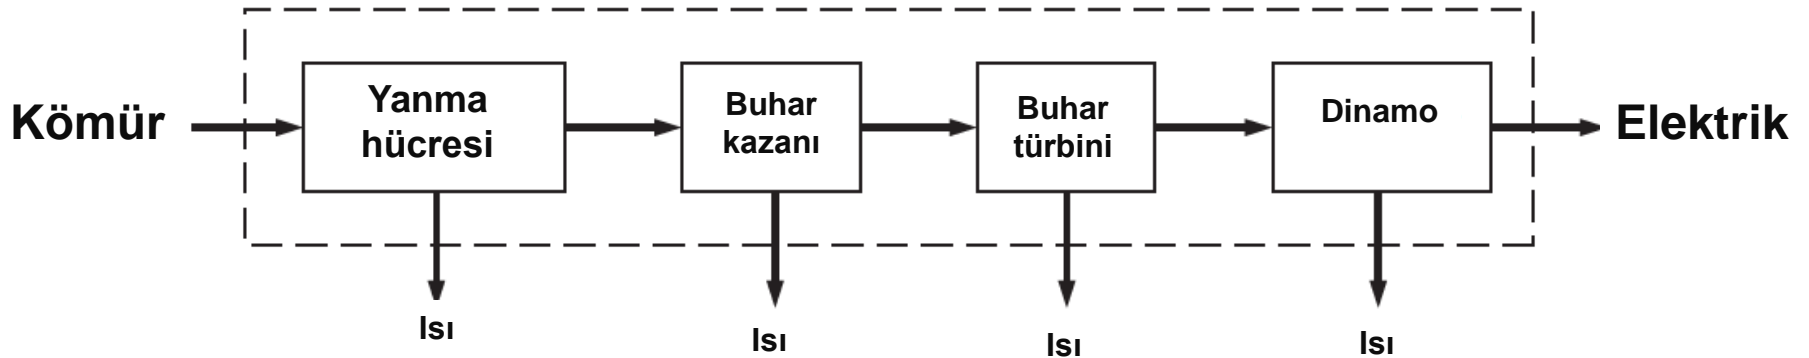 Kömür
Yanma
hücresi
Buhar
kazanı
Buhar
türbini
Dinamo
Elektrik
Isı
Isı
Isı
Isı